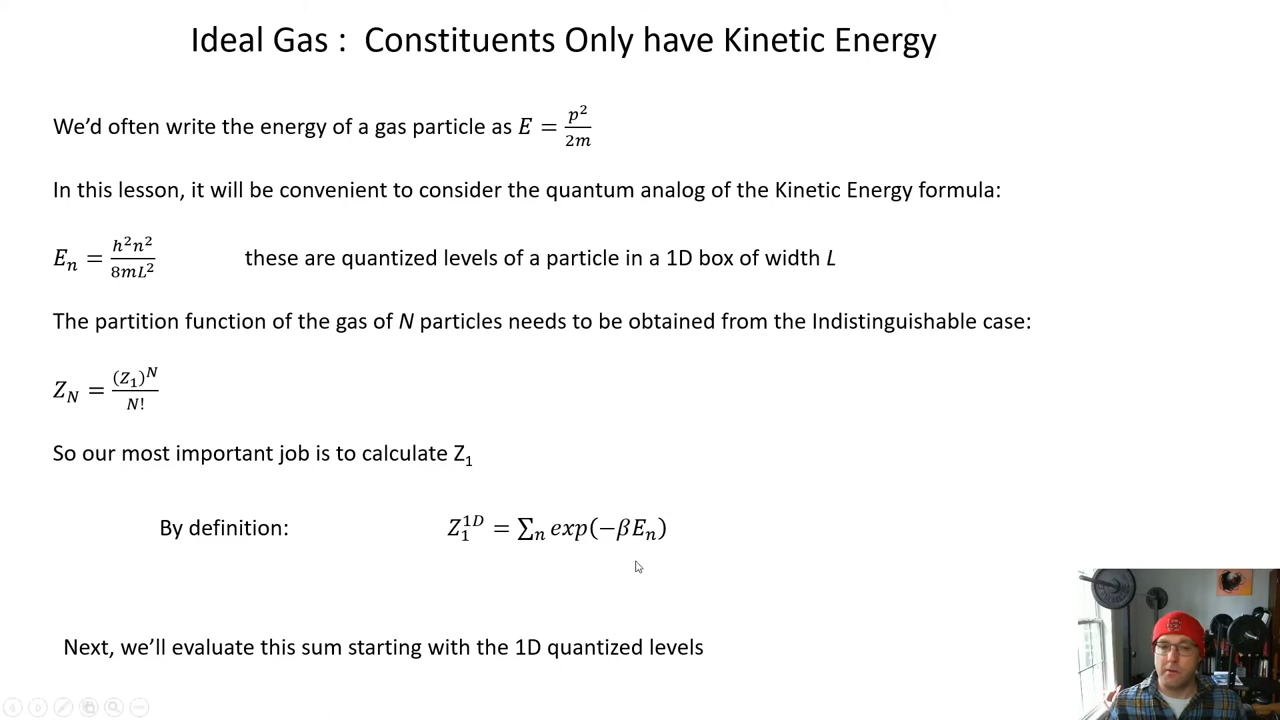 Ideal Gas : Constituents Only have Kinetic Energy
We'd often write the energy of a gas particle as E = p²/2m
In this lesson, it will be convenient to consider the quantum analog of the Kinetic Energy formula:
Eₙ = h²n²/8mL² these are quantized levels of a particle in a 1D box of width L
The partition function of the gas of N particles needs to be obtained from the Indistinguishable case:
Z_N = (Z₁)^N/N!
So our most important job is to calculate Z₁
By definition: Z₁^1D = ∑ₙ exp(−βEₙ)
Next, we'll evaluate this sum starting with the 1D quantized levels